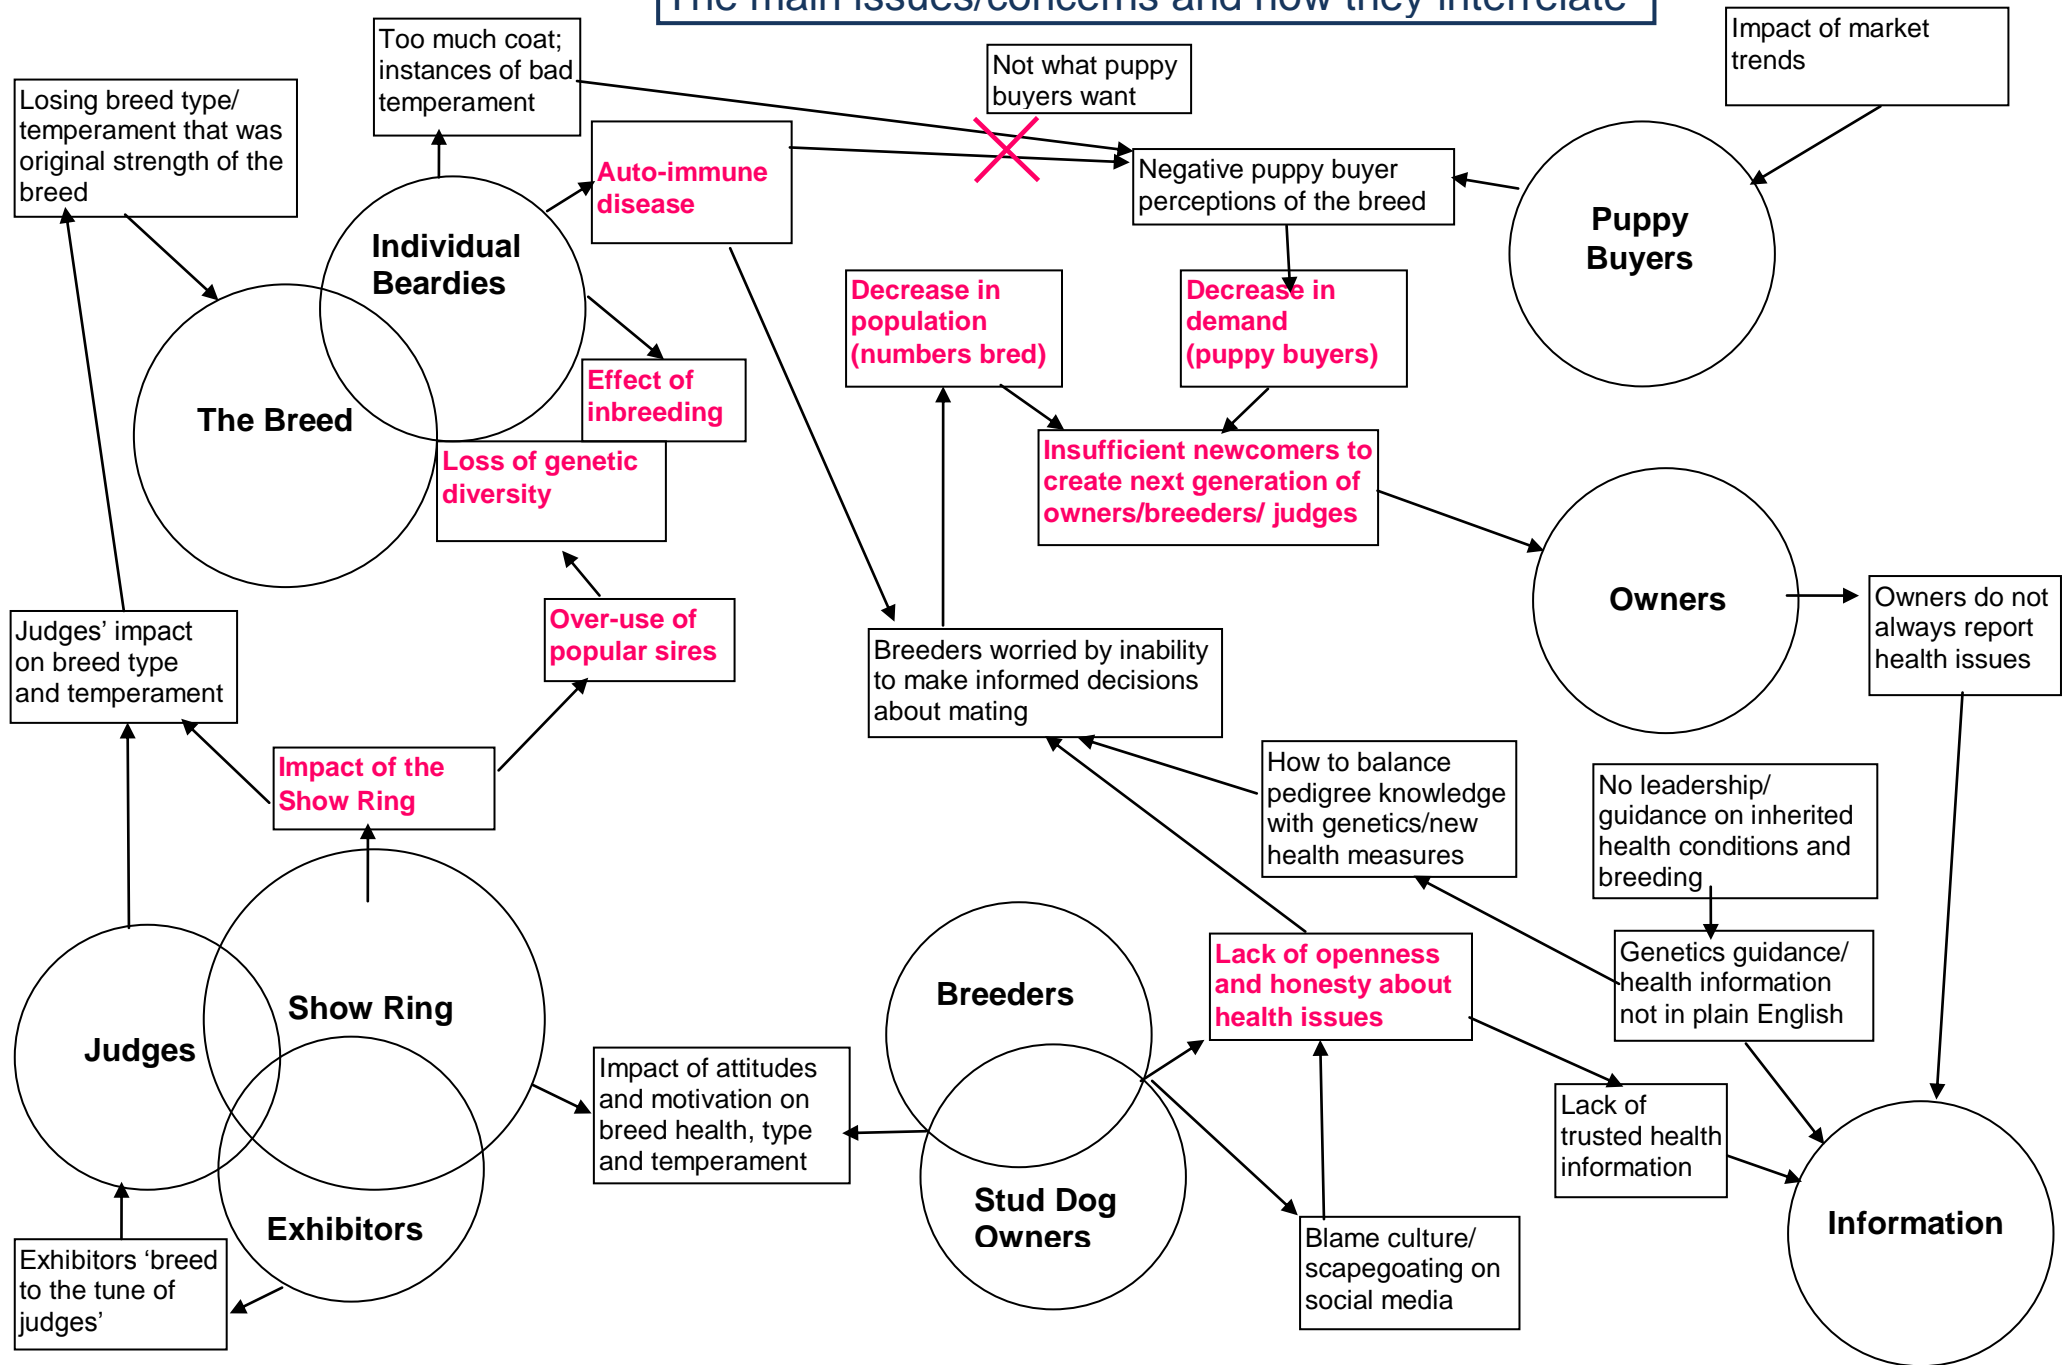 The main issues/concerns and how they interrelate
Too much coat;
instances of bad
temperament
Not what puppy
buyers want
Impact of market
trends
Losing breed type/
temperament that was
original strength of the
breed
Auto-immune
disease
Negative puppy buyer
perceptions of the breed
Puppy
Buyers
Individual
Beardies
Decrease in
population
(numbers bred)
Decrease in
demand
(puppy buyers)
Effect of
inbreeding
The Breed
Loss of genetic
diversity
Insufficient newcomers to
create next generation of
owners/breeders/ judges
Owners
Owners do not
always report
health issues
Judges’ impact
on breed type
and temperament
Over-use of
popular sires
Breeders worried by inability
to make informed decisions
about mating
Impact of the
Show Ring
How to balance
pedigree knowledge
with genetics/new
health measures
No leadership/
guidance on inherited
health conditions and
breeding
Genetics guidance/
health information
not in plain English
Lack of openness
and honesty about
health issues
Breeders
Show Ring
Judges
Impact of attitudes
and motivation on
breed health, type
and temperament
Lack of
trusted health
information
Stud Dog
Owners
Exhibitors
Information
Exhibitors ‘breed
to the tune of
judges’
Blame culture/
scapegoating on
social media